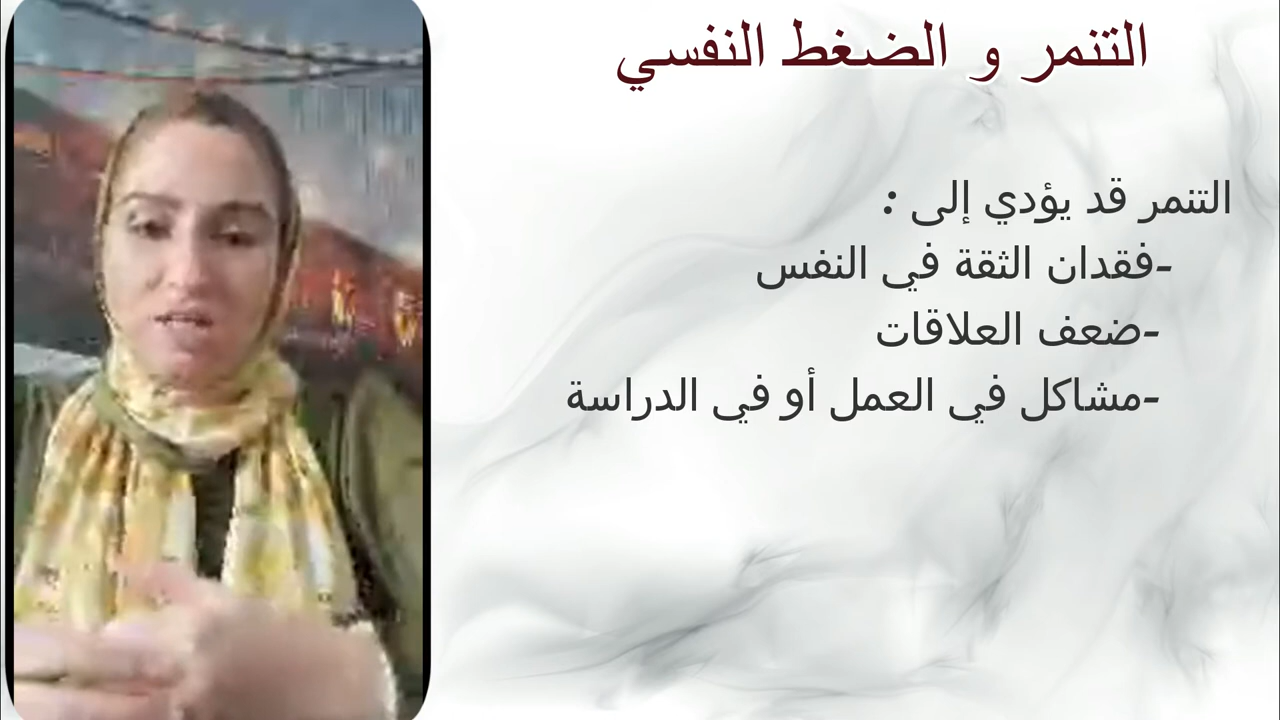 التنمر و الضغط النفسي
التنمر قد يؤدي إلى :
-فقدان الثقة في النفس
-ضعف العلاقات
-مشاكل في العمل أو في الدراسة